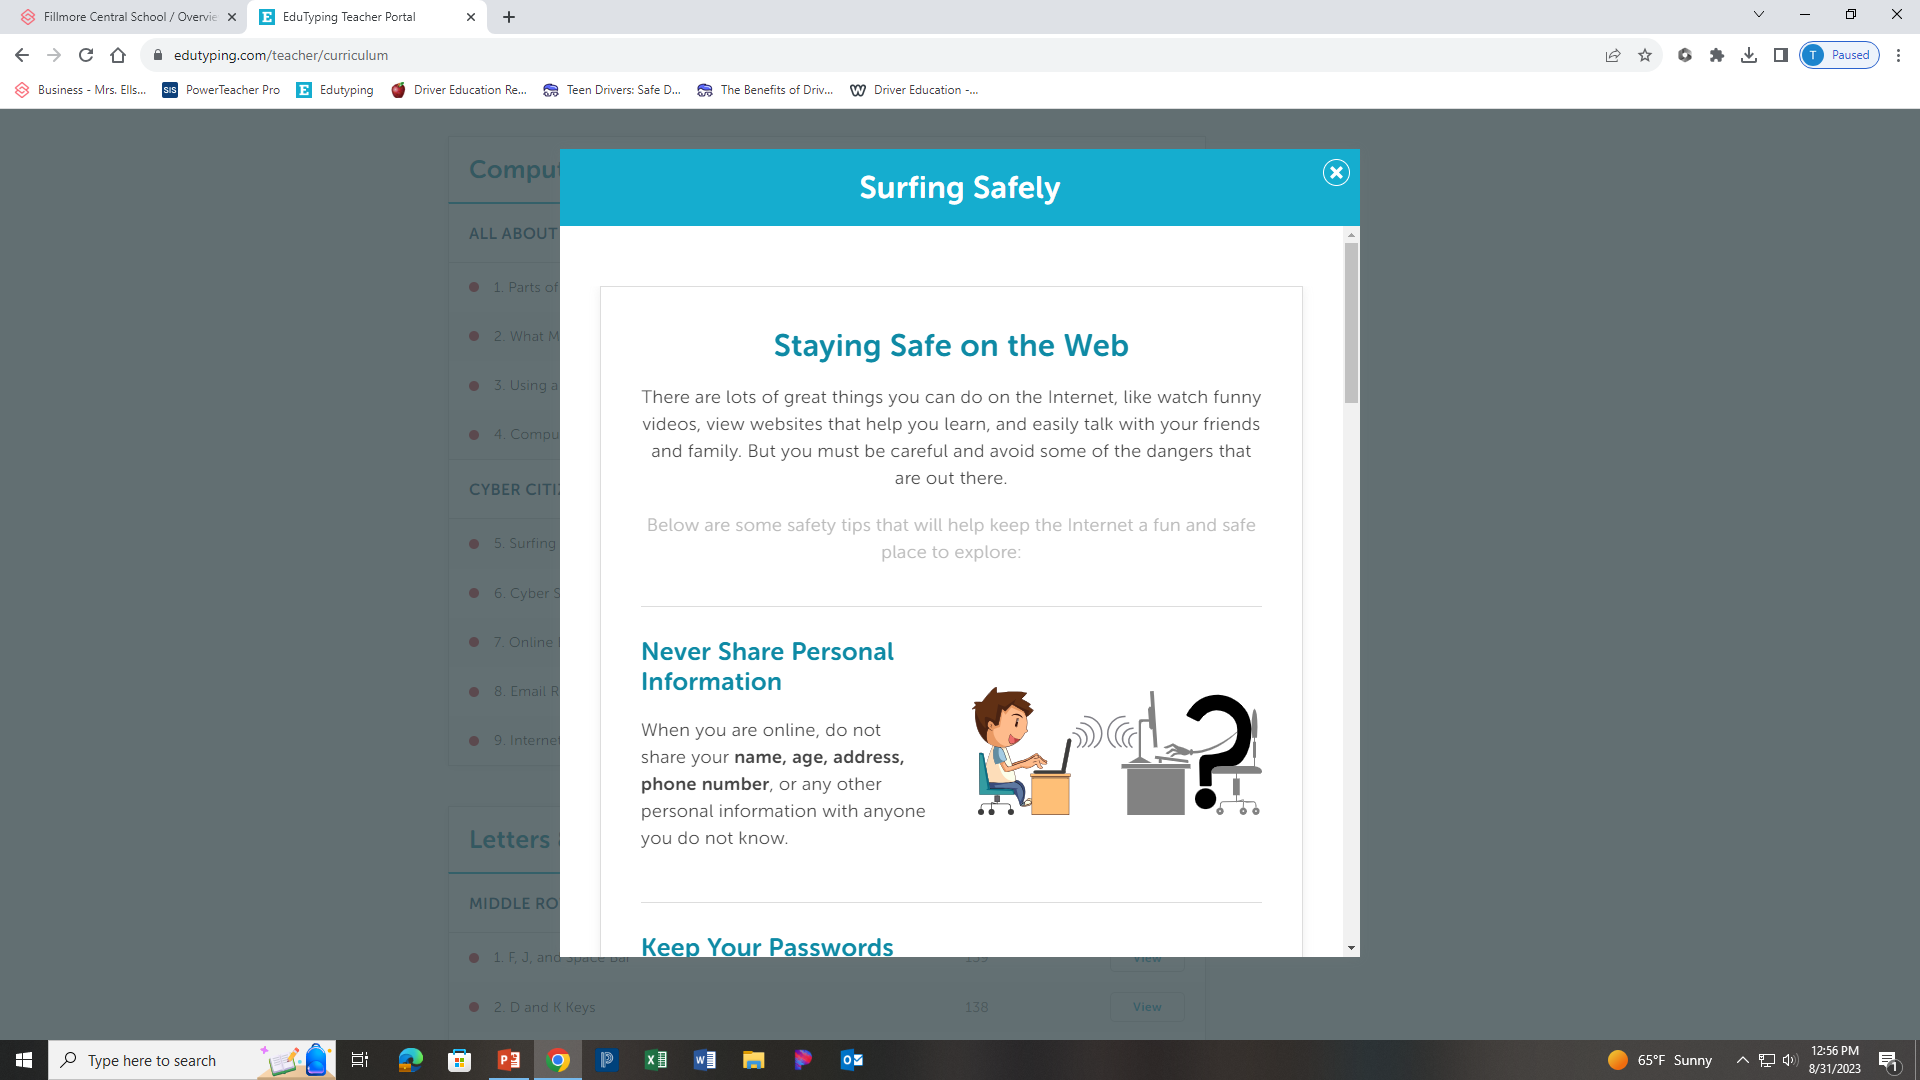 Fillmore Central School / Overvie
EduTyping Teacher Portal
edutyping.com/teacher/curriculum
T Paused
Business - Mrs. Ells...
SIS PowerTeacher Pro
E Edutyping
Driver Education Re...
Teen Drivers: Safe D...
The Benefits of Driv...
Driver Education -...
Comput
ALL ABOUT
1. Parts of
2. What M
3. Using a
4. Compu
CYBER CITI
5. Surfing
6. Cyber S
7. Online
8. Email R
9. Interne
Letters
MIDDLE RO
1. F, J, and Space Bar 139 View
2. D and K Keys 138 View
Surfing Safely
Staying Safe on the Web
There are lots of great things you can do on the Internet, like watch funny
videos, view websites that help you learn, and easily talk with your friends
and family. But you must be careful and avoid some of the dangers that
are out there.
Below are some safety tips that will help keep the Internet a fun and safe
place to explore:
Never Share Personal
Information
When you are online, do not
share your name, age, address,
phone number, or any other
personal information with anyone
you do not know.
Keep Your Passwords
Type here to search
65°F Sunny
12:56 PM
8/31/2023
1